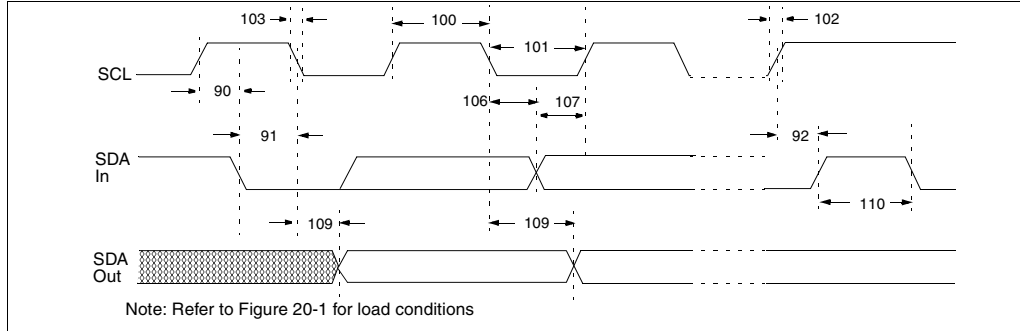 103
100
102
101
SCL
90
106
107
91
92
SDA
In
110
109
109
SDA
Out
Note: Refer to Figure 20-1 for load conditions